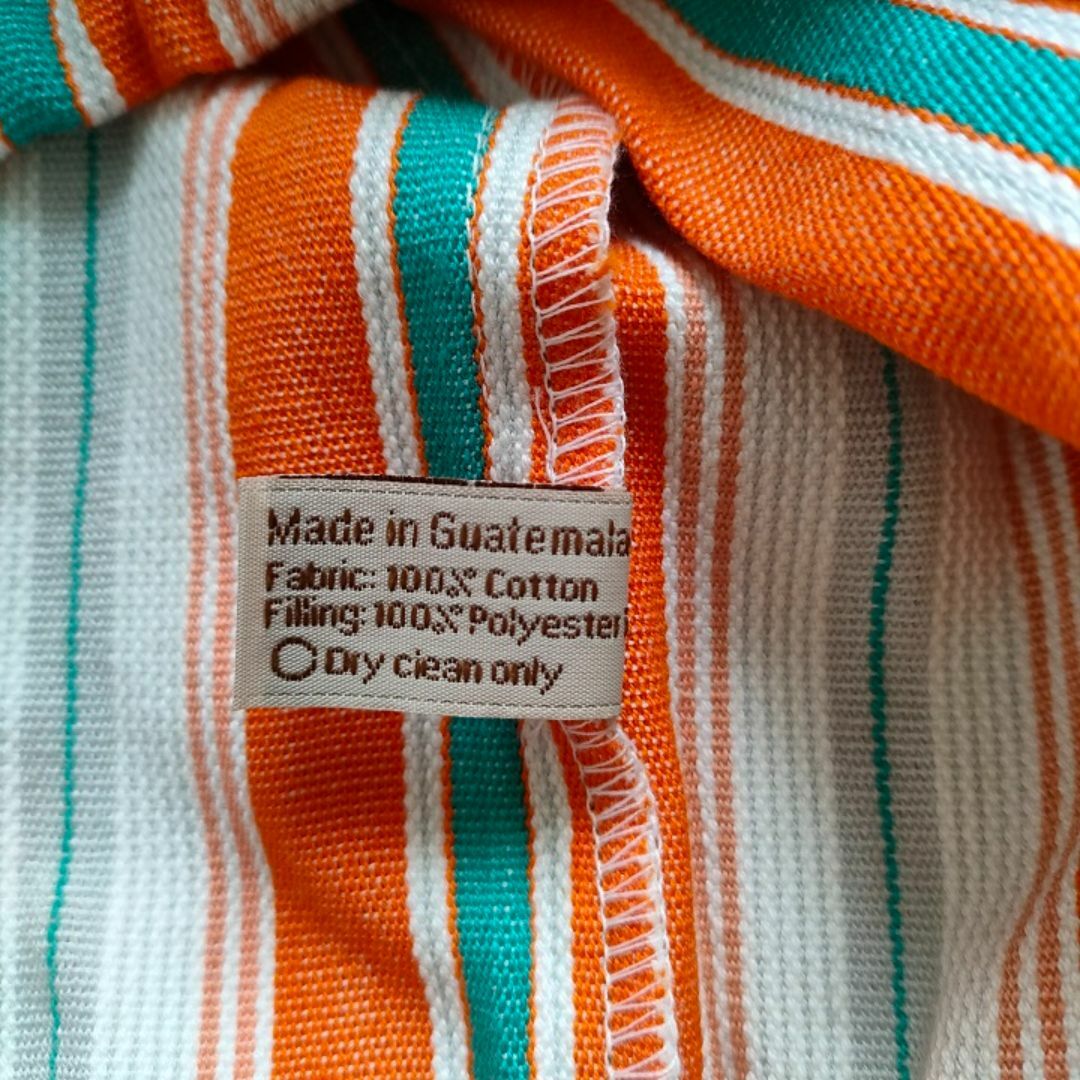 Made in Guatemala
Fabric: 100% Cotton
Filling: 100% Polyester
Dry clean only